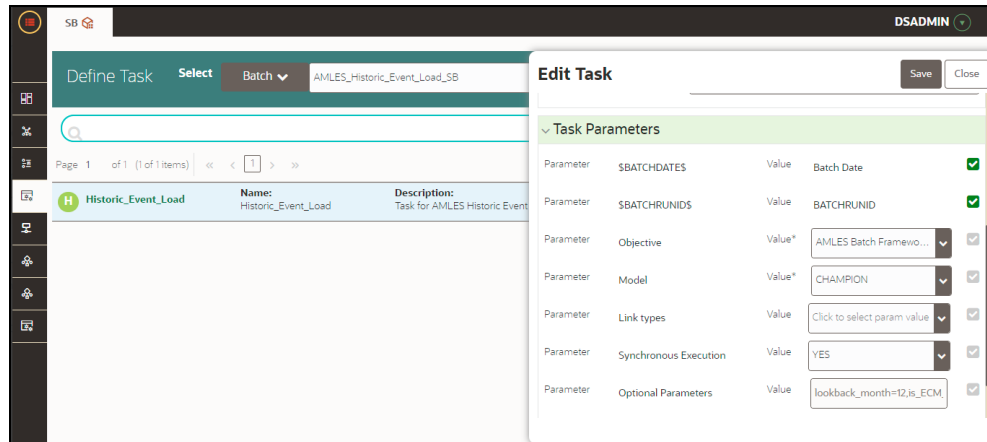 SB
DSADMIN
Define Task Select Batch AMLES_Historic_Event_Load_SB
Page 1 of 1 (1 of 1 items) « < 1 > »
H Historic_Event_Load
Name:
Historic_Event_Load
Description:
Task for AMLES Historic Event
Edit Task Save Close
Task Parameters
Parameter $BATCHDATE$ Value Batch Date
Parameter $BATCHRUNID$ Value BATCHRUNID
Parameter Objective Value* AMLES Batch Framewo...
Parameter Model Value* CHAMPION
Parameter Link types Value Click to select param value
Parameter Synchronous Execution Value YES
Parameter Optional Parameters Value lookback_month=12,is_ECM_